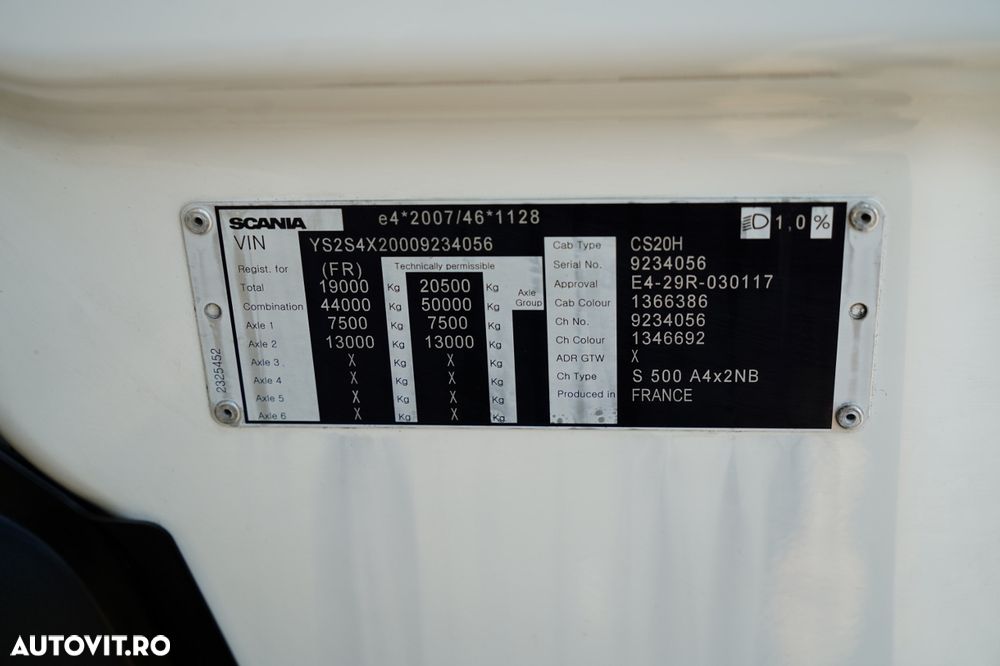 SCANIA e4*2007/46*1128 1,0 %
VIN YS2S4X20009234056
Regist. for (FR) Technically permissible
Total 19000 Kg 20500 Kg Axle Group
Combination 44000 Kg 50000 Kg
Axle 1 7500 Kg 7500 Kg
Axle 2 13000 Kg 13000 Kg
Axle 3 X Kg X Kg
Axle 4 X Kg X Kg
Axle 5 X Kg X Kg
Axle 6 X Kg X Kg
Cab Type CS20H
Serial No. 9234056
Approval E4-29R-030117
Cab Colour 1366386
Ch No. 9234056
Ch Colour 1346692
ADR GTW X
Ch Type S 500 A4x2NB
Produced in FRANCE
2325452
AUTOVIT.RO